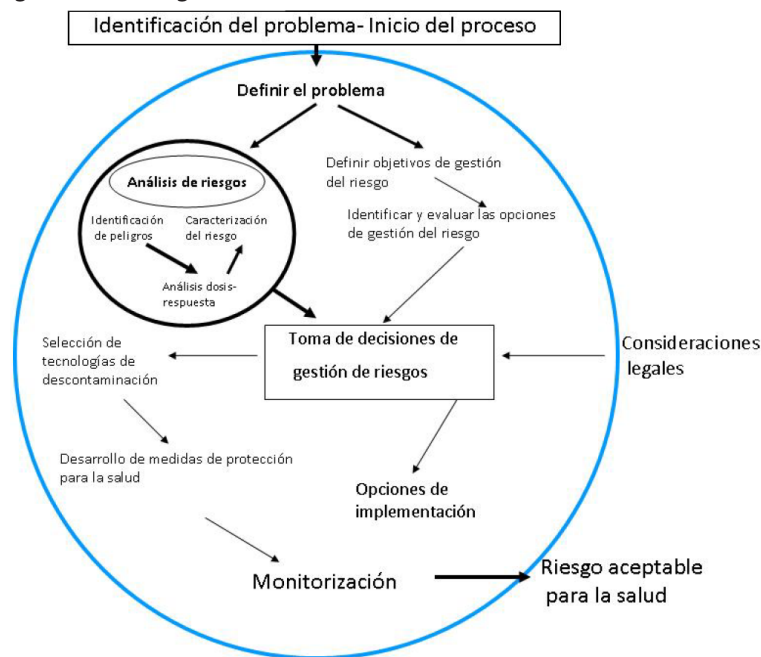 Identificación del problema- Inicio del proceso
Definir el problema
Definir objetivos de gestión
del riesgo
Análisis de riesgos
Identificación
de peligros
Caracterización
del riesgo
Análisis dosis-
respuesta
Identificar y evaluar las opciones
de gestión del riesgo
Toma de decisiones de
gestión de riesgos
Consideraciones
legales
Selección de
tecnologías de
descontaminación
Desarrollo de medidas de protección
para la salud
Opciones de
implementación
Monitorización
Riesgo aceptable
para la salud